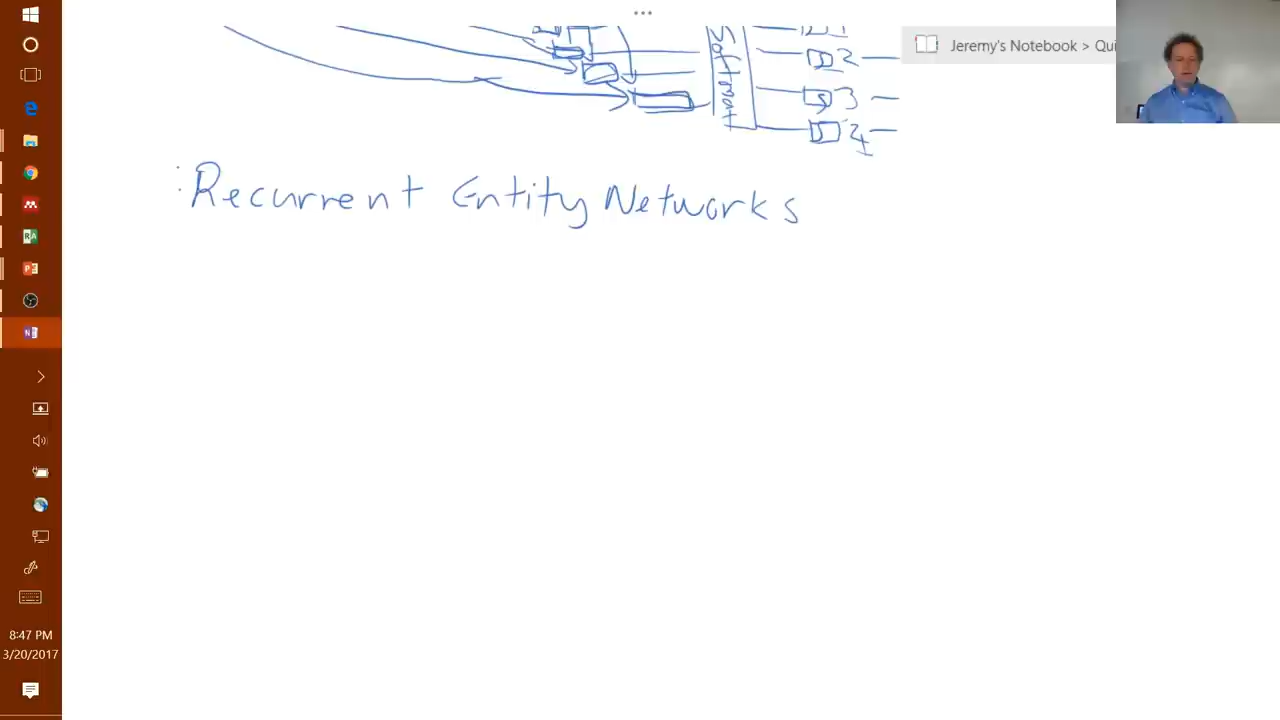 Jeremy's Notebook > Qui
Softmax
2
3
4
Recurrent Entity Networks
8:47 PM
3/20/2017